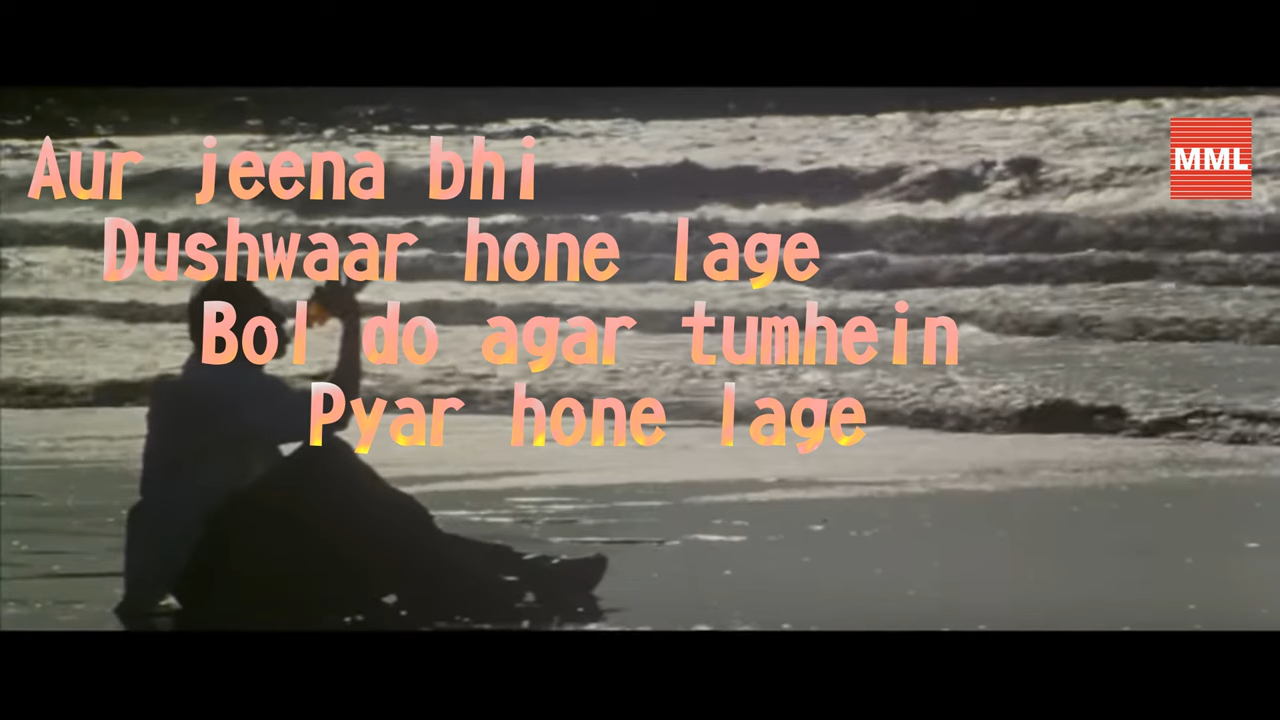 Aur jeena bhi
MML
Dushwaar hone lage
Bol do agar tumhein
Pyar hone lage